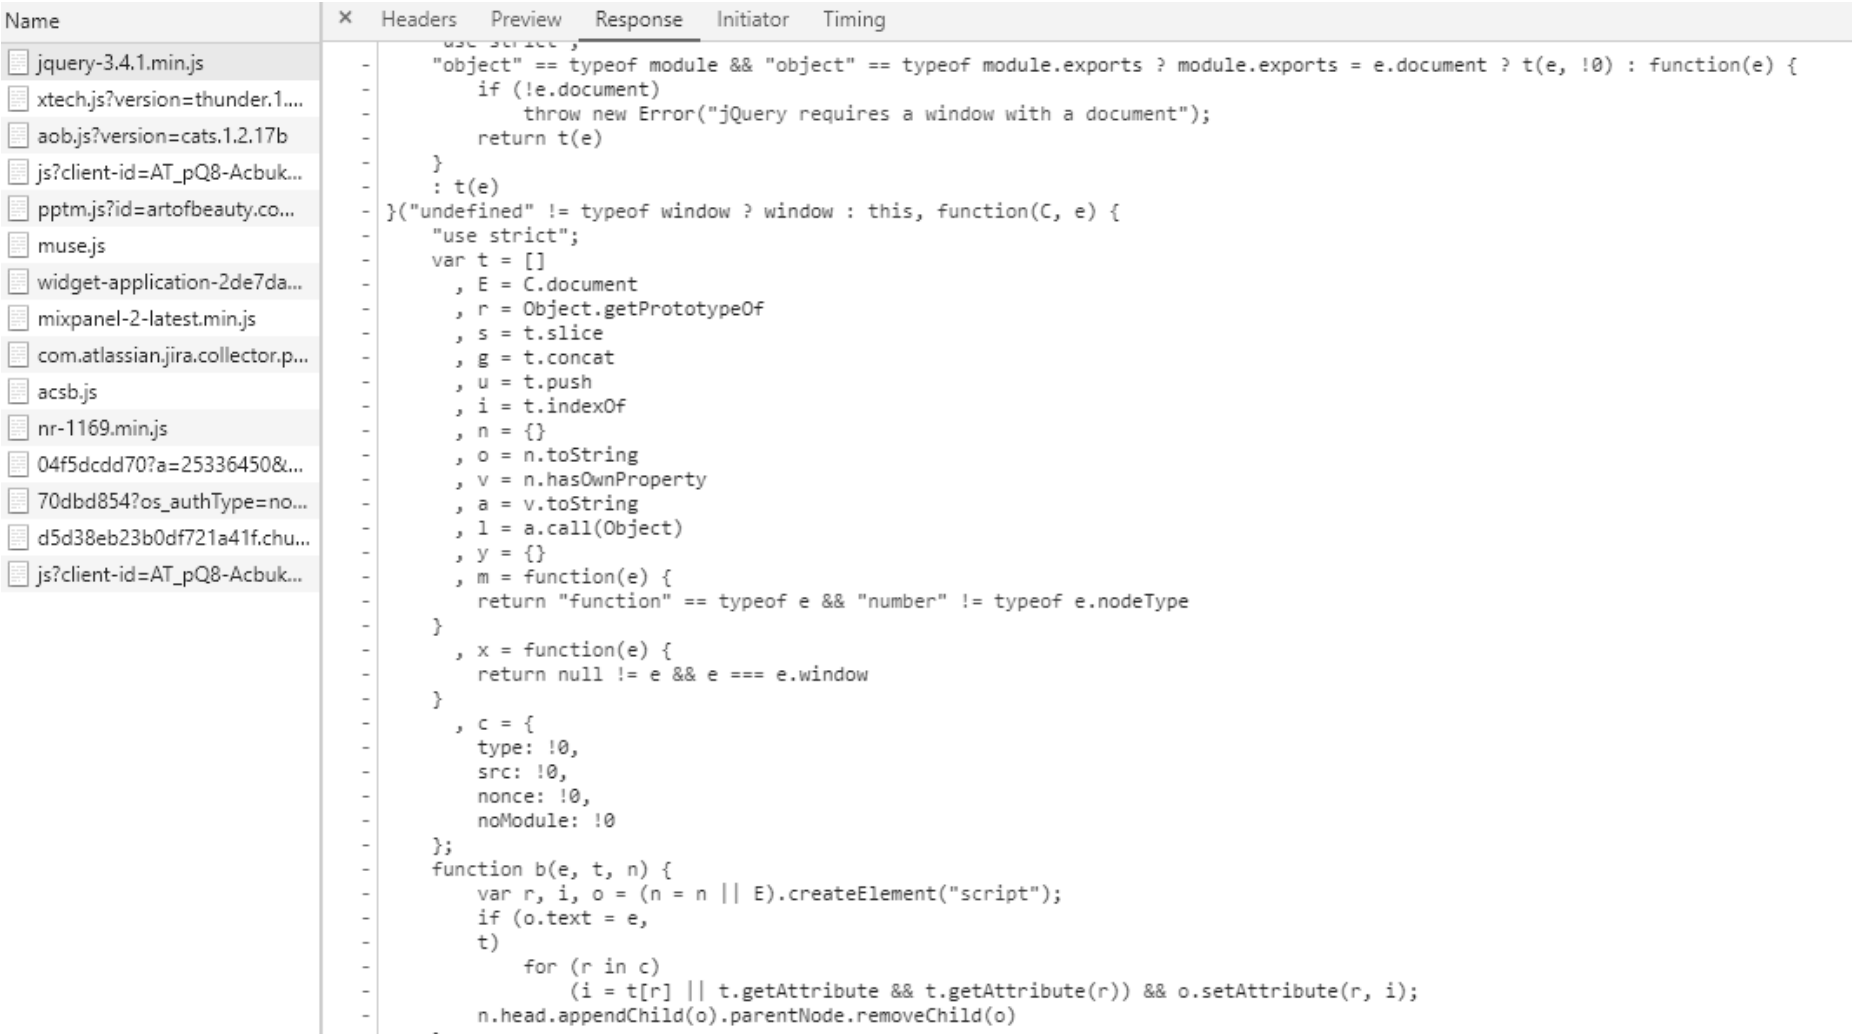 Name
jquery-3.4.1.min.js
xtech.js?version=thunder.1....
aob.js?version=cats.1.2.17b
js?client-id=AT_pQ8-Acbuk...
pptm.js?id=artofbeauty.co...
muse.js
widget-application-2de7da...
mixpanel-2-latest.min.js
com.atlassian.jira.collector.p...
acsb.js
nr-1169.min.js
04f5dcdd70?a=25336450&...
70dbd854?os_authType=no...
d5d38eb23b0df721a41f.chu...
js?client-id=AT_pQ8-Acbuk...
× Headers Preview Response Initiator Timing
"use strict";
- "object" == typeof module && "object" == typeof module.exports ? module.exports = e.document ? t(e, !0) : function(e) {
- if (!e.document)
- throw new Error("jQuery requires a window with a document");
- return t(e)
- }
- : t(e)
- }("undefined" != typeof window ? window : this, function(C, e) {
- "use strict";
- var t = []
- , E = C.document
- , r = Object.getPrototypeOf
- , s = t.slice
- , g = t.concat
- , u = t.push
- , i = t.indexOf
- , n = {}
- , o = n.toString
- , v = n.hasOwnProperty
- , a = v.toString
- , l = a.call(Object)
- , y = {}
- , m = function(e) {
- return "function" == typeof e && "number" != typeof e.nodeType
- }
- , x = function(e) {
- return null != e && e === e.window
- }
- , c = {
- type: !0,
- src: !0,
- nonce: !0,
- noModule: !0
- };
- function b(e, t, n) {
- var r, i, o = (n = n || E).createElement("script");
- if (o.text = e,
- t)
- for (r in c)
- (i = t[r] || t.getAttribute && t.getAttribute(r)) && o.setAttribute(r, i);
- n.head.appendChild(o).parentNode.removeChild(o)